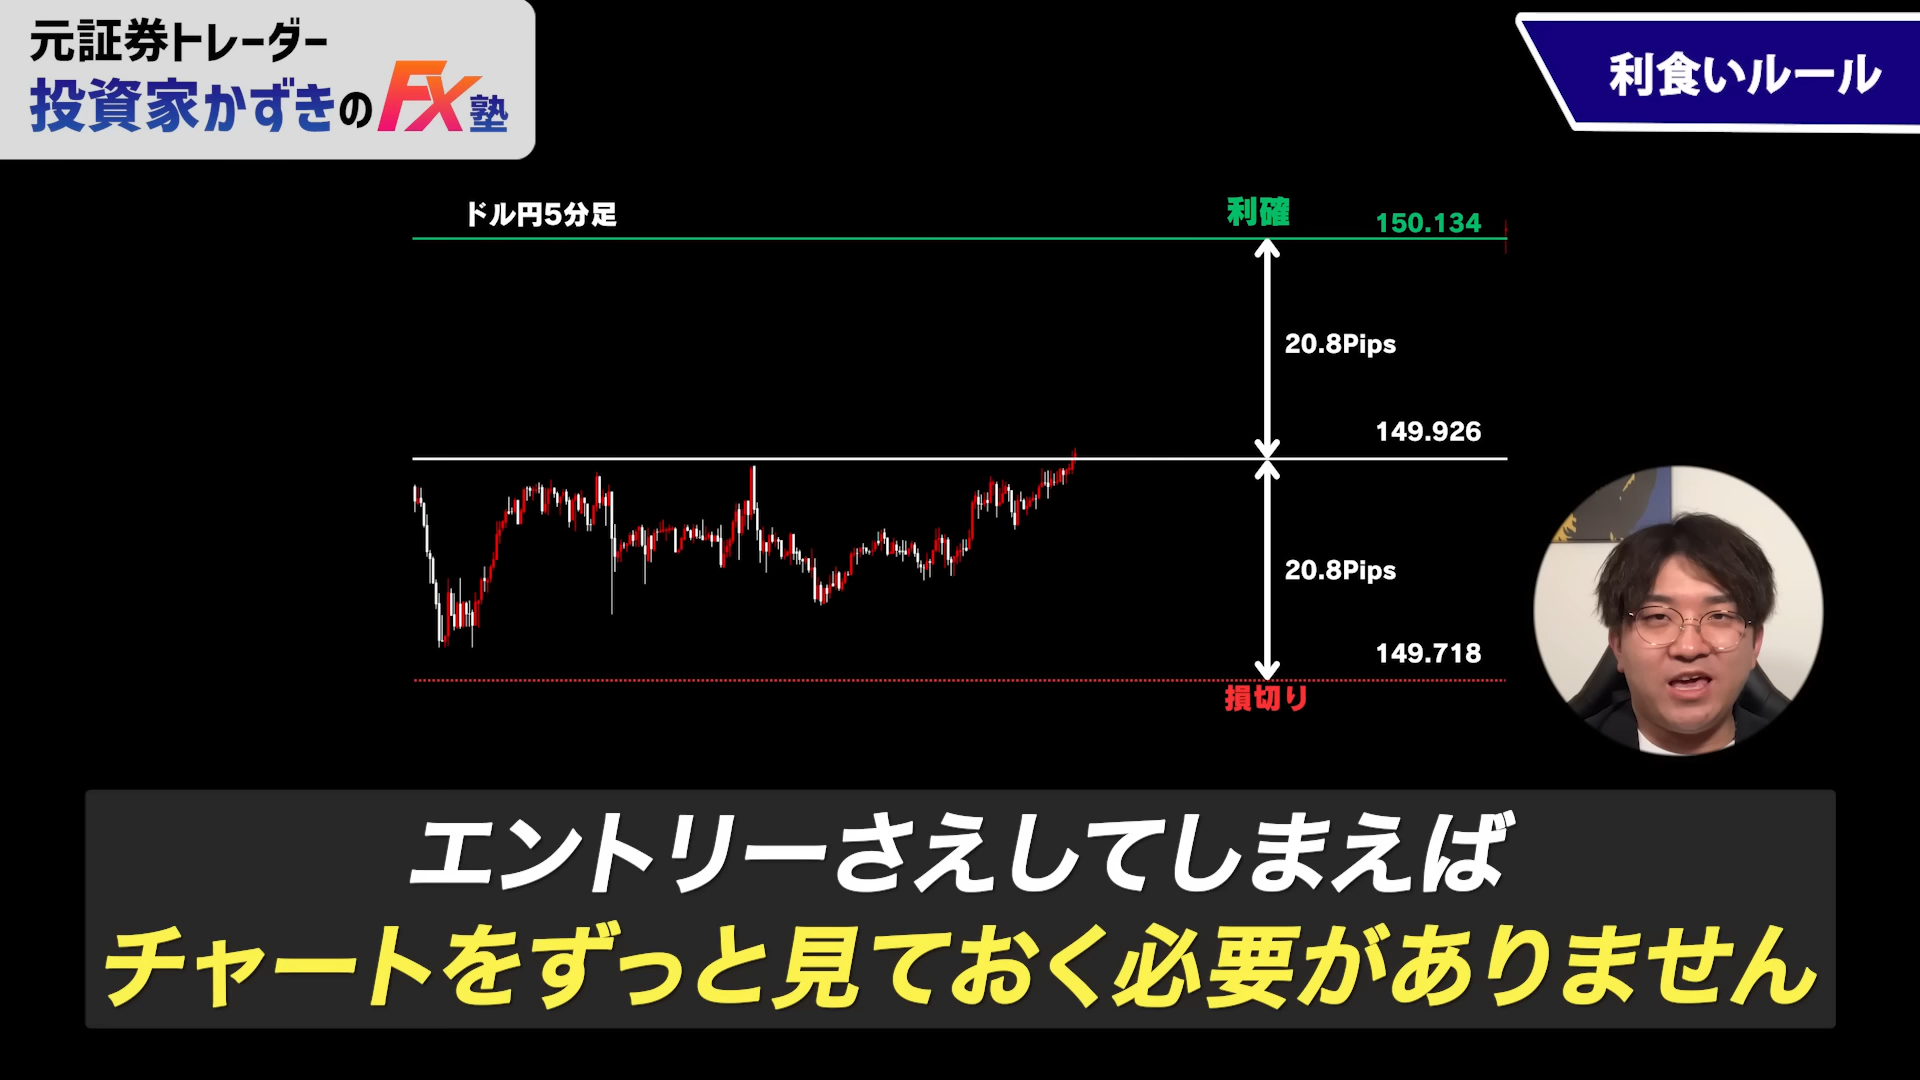 元証券トレーダー
投資家かずきのFX塾
利食いルール
ドル円5分足
利確
150.134
20.8Pips
149.926
20.8Pips
149.718
損切り
エントリーさえしてしまえば
チャートをずっと見ておく必要がありません